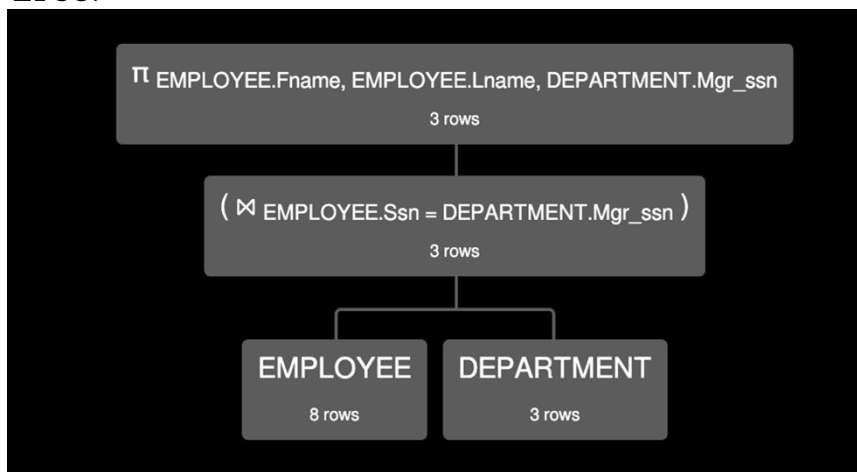 π EMPLOYEE.Fname, EMPLOYEE.Lname, DEPARTMENT.Mgr_ssn
3 rows
( ⋈ EMPLOYEE.Ssn = DEPARTMENT.Mgr_ssn )
3 rows
EMPLOYEE
8 rows
DEPARTMENT
3 rows